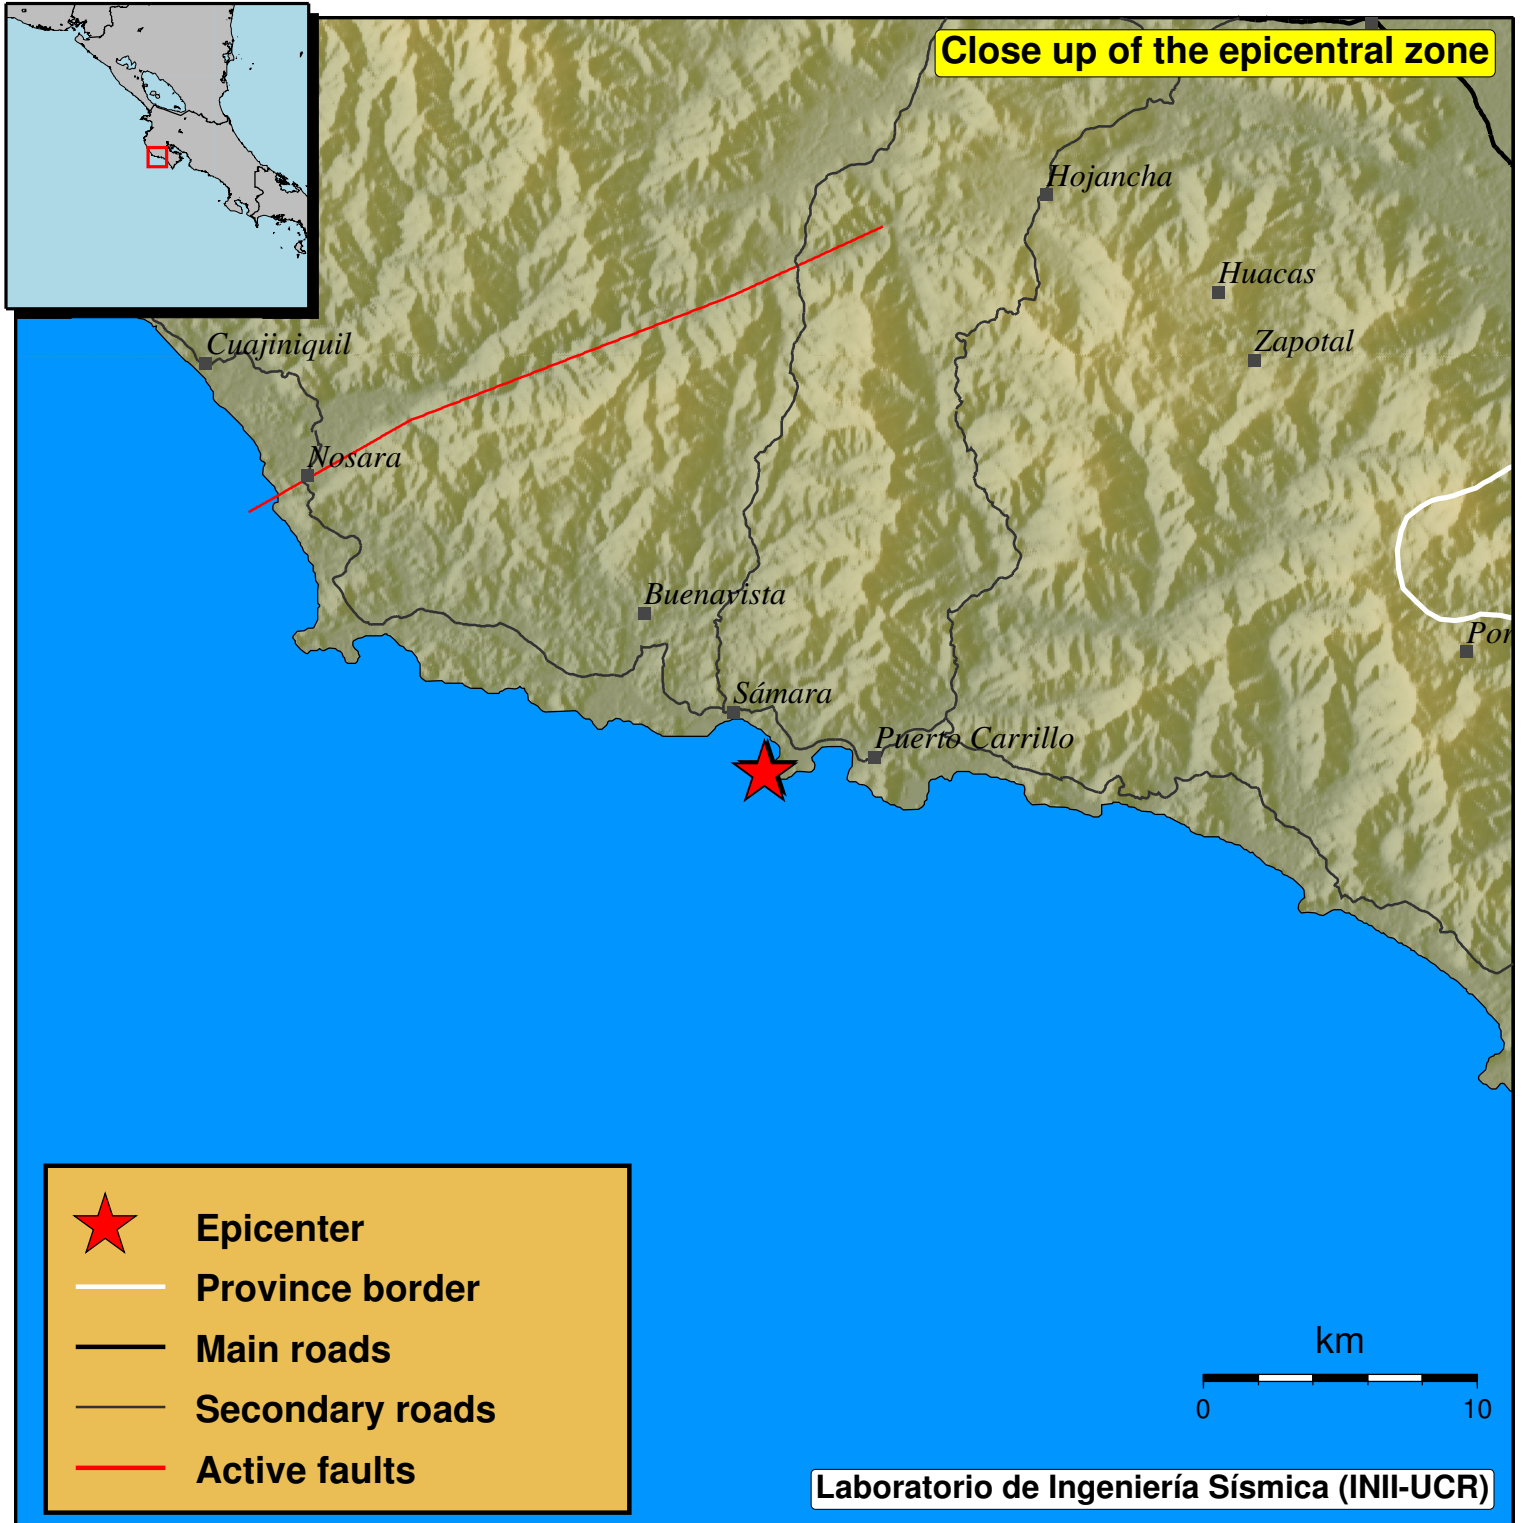 Close up of the epicentral zone
Hojancha
Huacas
Zapotal
Cuajiniquil
Nosara
Buenavista
Por
Sámara
Puerto Carrillo
Epicenter
Province border
Main roads
Secondary roads
Active faults
km
0 10
Laboratorio de Ingeniería Sísmica (INII-UCR)